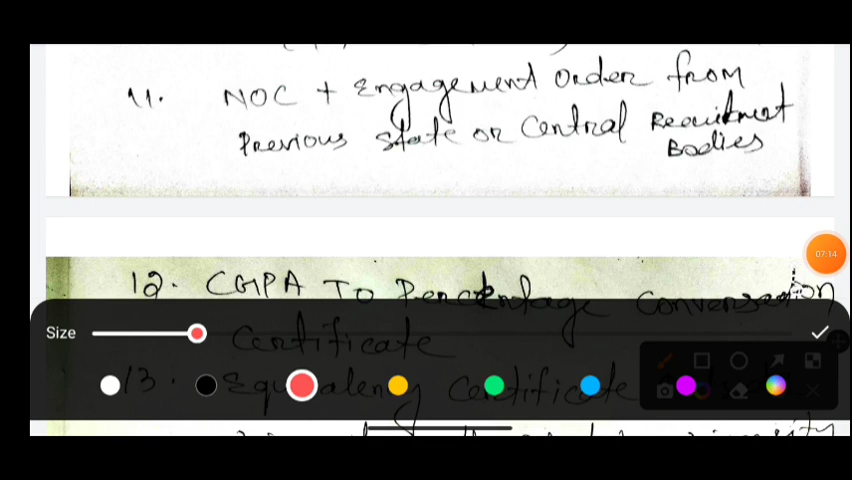 11. NOC + Engagement Order from
Previous State or Central Recruitment
Bodies
07:14
12. CGPA To Percentage Conversation
Size
Certificate
13. Equivalency Certificate